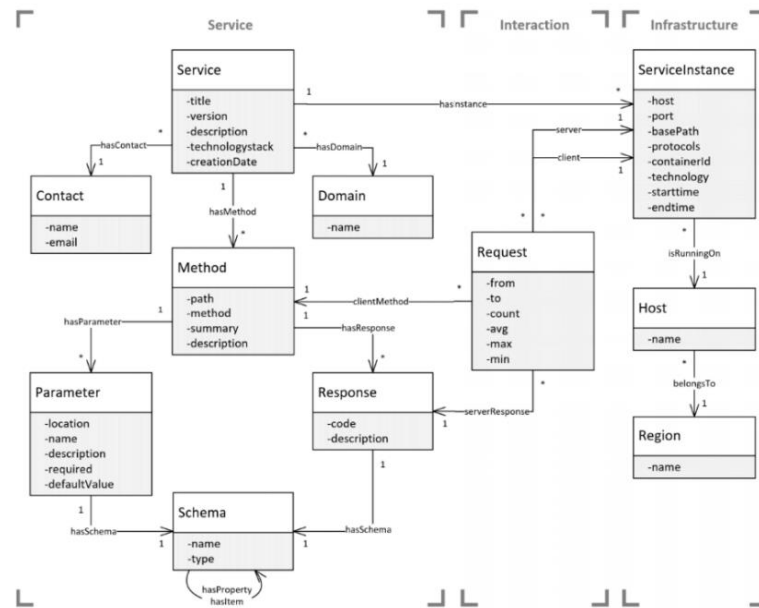 Service
Interaction
Infrastructure
Service
-title
-version
-description
-technologystack
-creationDate
1
hasInstance
*
ServiceInstance
-host
-port
-basePath
-protocols
-containerId
-technology
-starttime
-endtime
*
hasContact
1
*
hasDomain
1
1
hasMethod
*
server
1
client
1
*
*
Contact
-name
-email
Domain
-name
Method
-path
-method
-summary
-description
1
clientMethod
*
Request
-from
-to
-count
-avg
-max
-min
*
isRunningOn
1
Host
-name
1
hasParameter
*
1
hasResponse
*
*
belongsTo
1
Region
-name
Parameter
-location
-name
-description
-required
-defaultValue
Response
-code
-description
*
serverResponse
1
1
hasSchema
1
1
hasSchema
1
Schema
-name
-type
hasProperty
hasItem